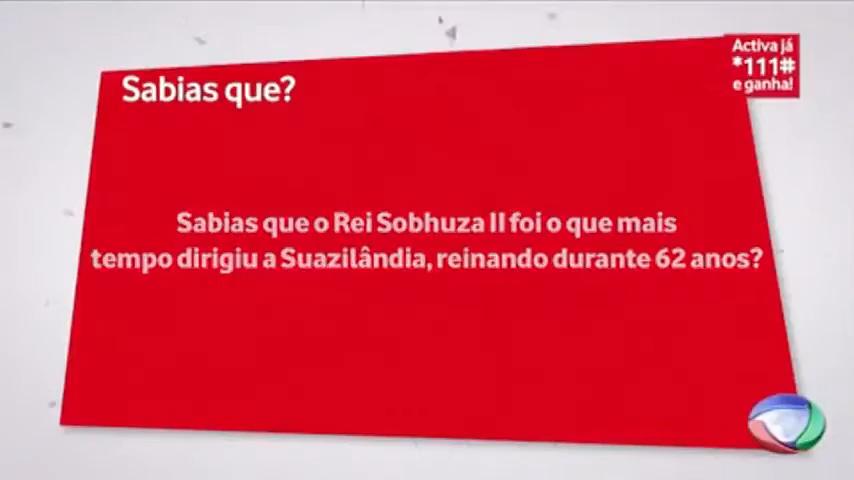 Activa já
*111#
e ganha!
Sabias que?
Sabias que o Rei Sobhuza II foi o que mais
tempo dirigiu a Suazilândia, reinando durante 62 anos?